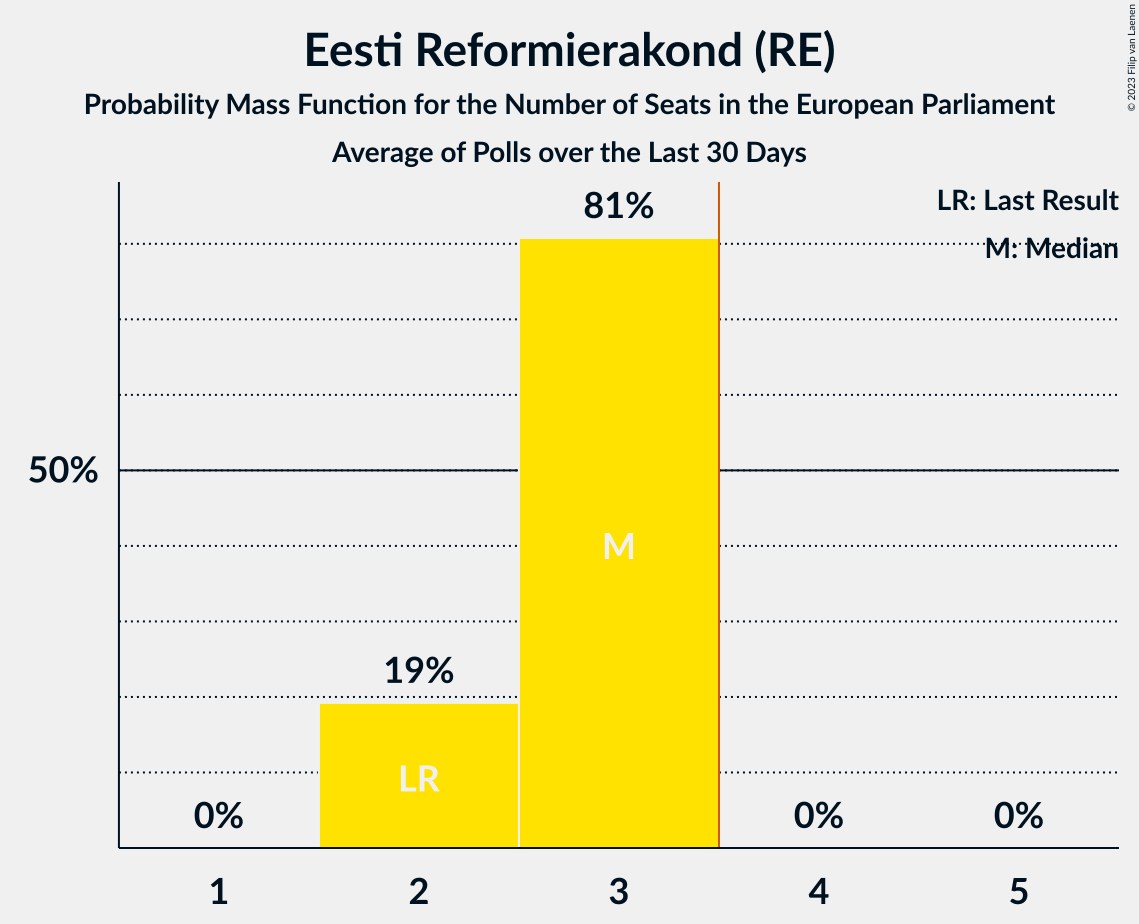 Eesti Reformierakond (RE)
Probability Mass Function for the Number of Seats in the European Parliament
Average of Polls over the Last 30 Days
© 2023 Filip van Laenen
LR: Last Result
M: Median
81%
50%
M
19%
LR
0%
0%
0%
1
2
3
4
5